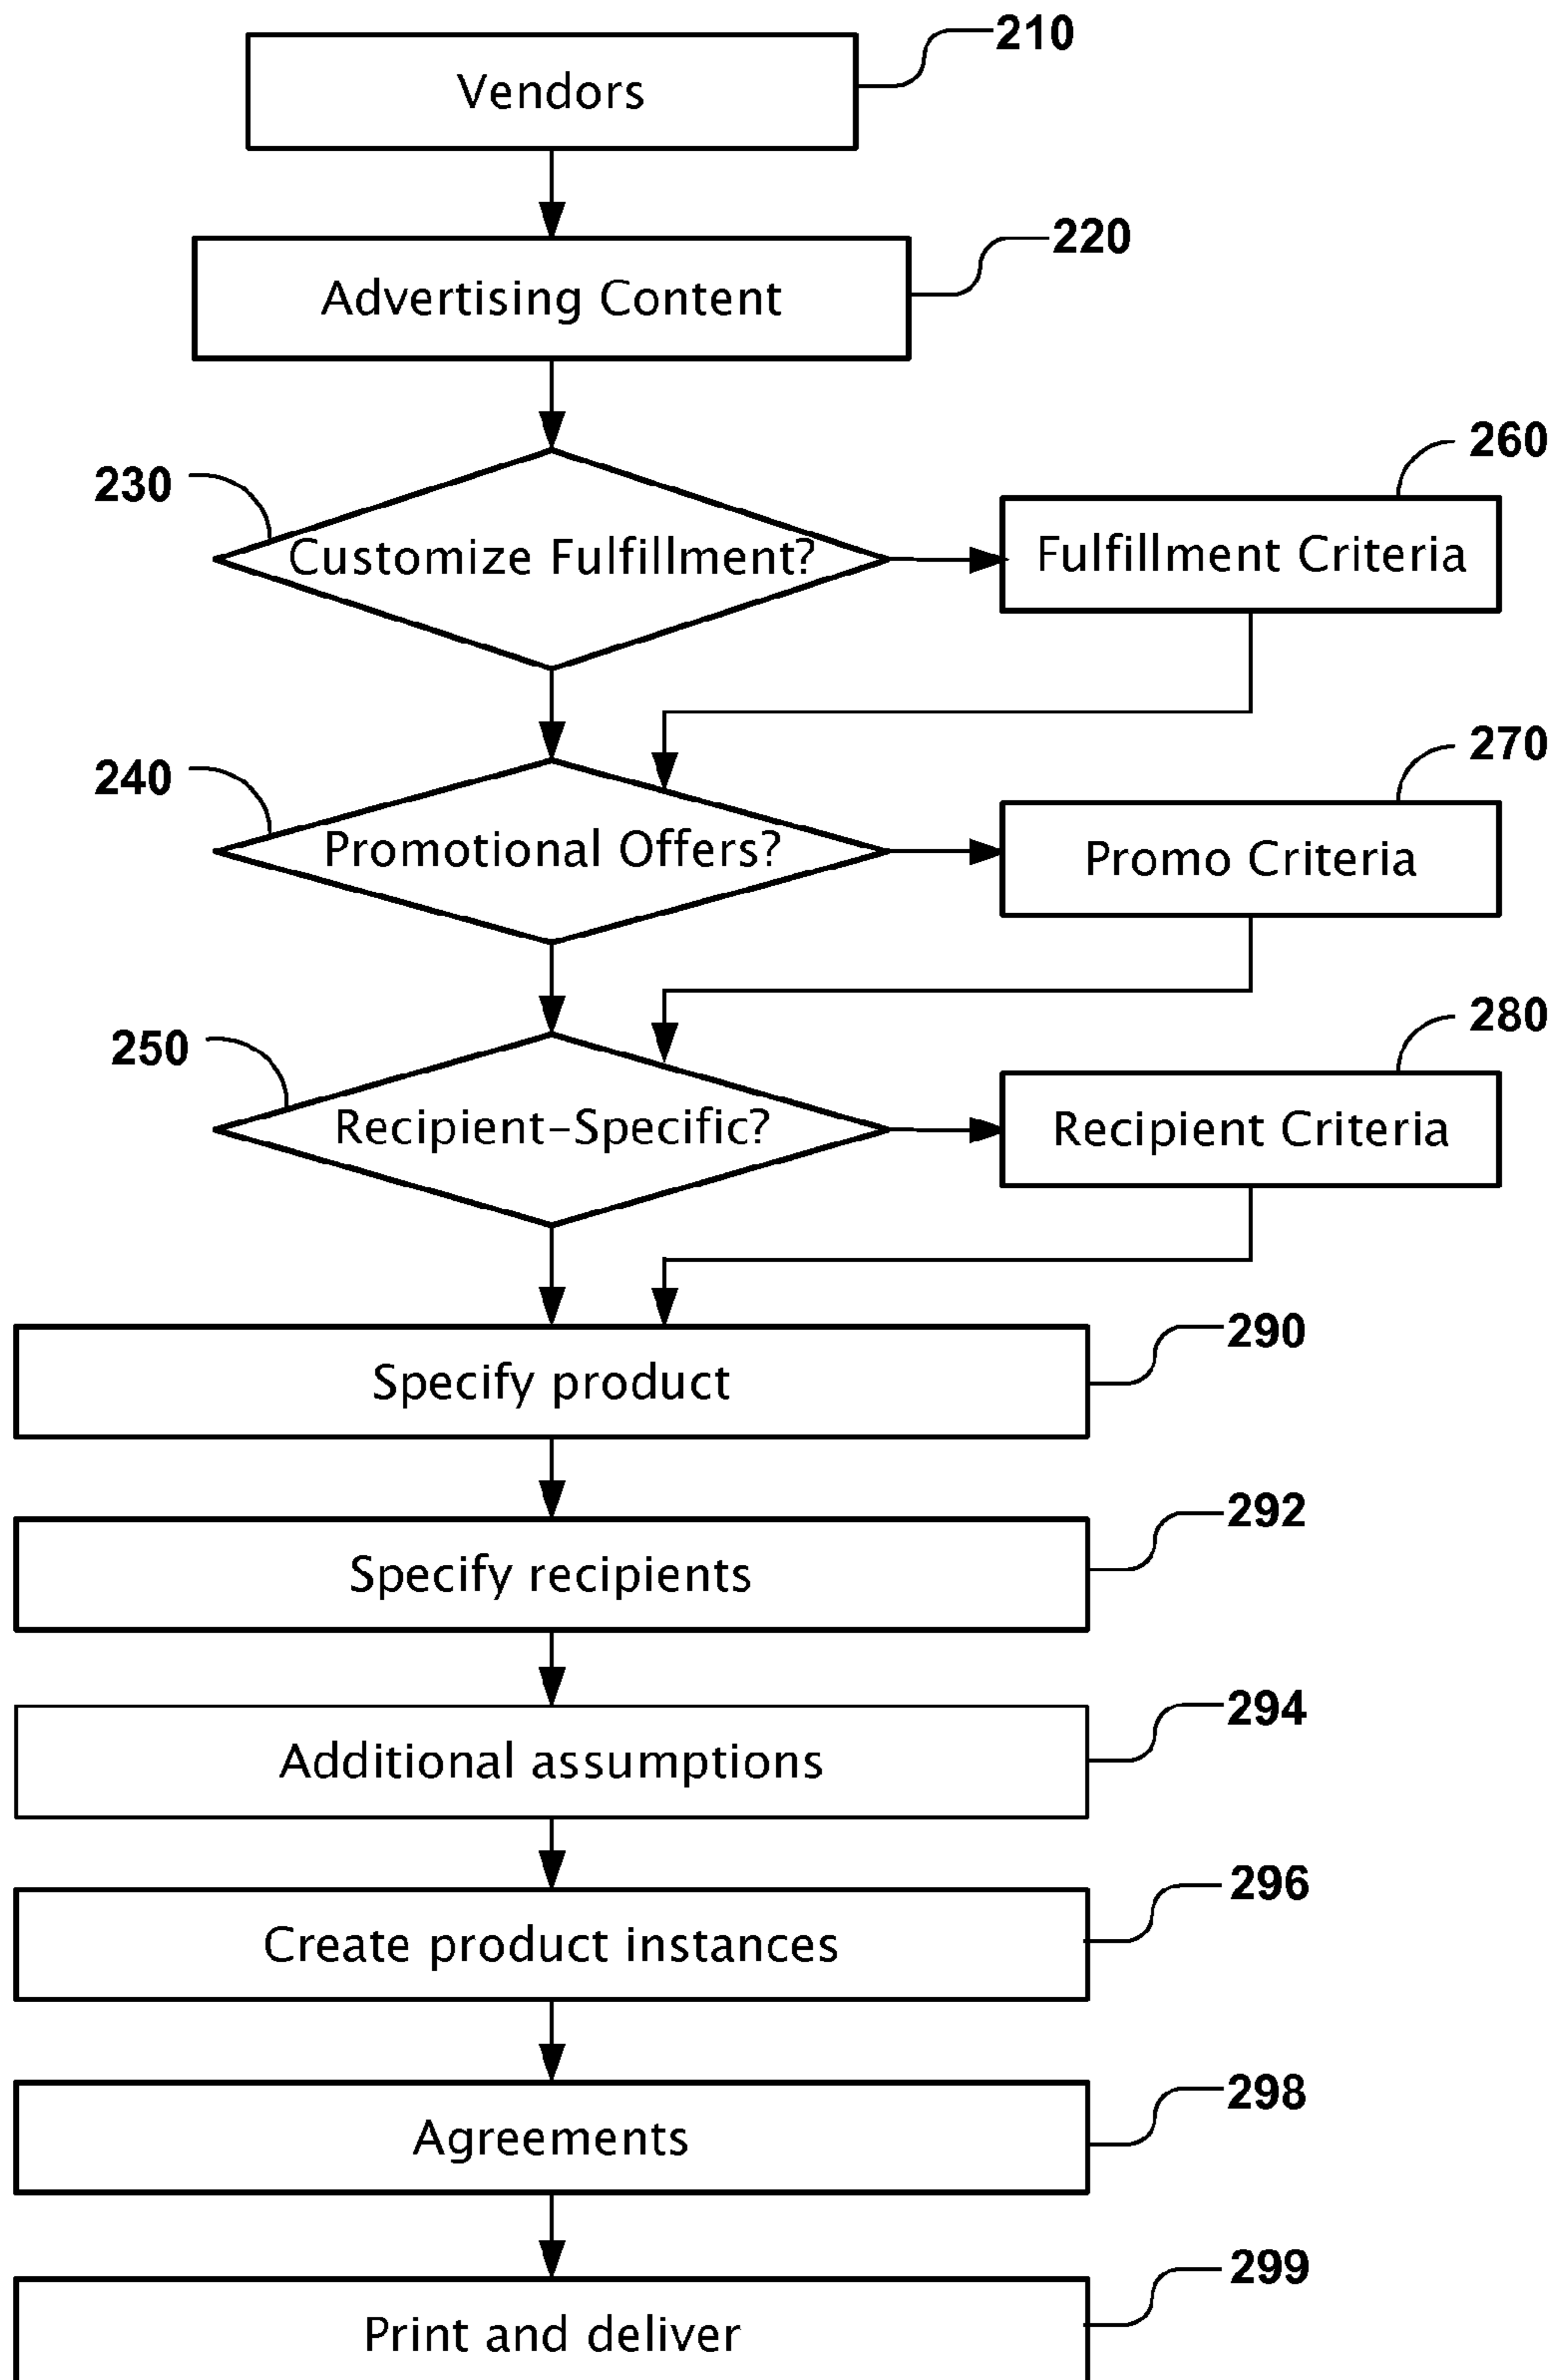 210
Vendors
220
Advertising Content
260
230
Customize Fulfillment?
Fulfillment Criteria
270
240
Promotional Offers?
Promo Criteria
280
250
Recipient-Specific?
Recipient Criteria
290
Specify product
292
Specify recipients
294
Additional assumptions
296
Create product instances
298
Agreements
299
Print and deliver